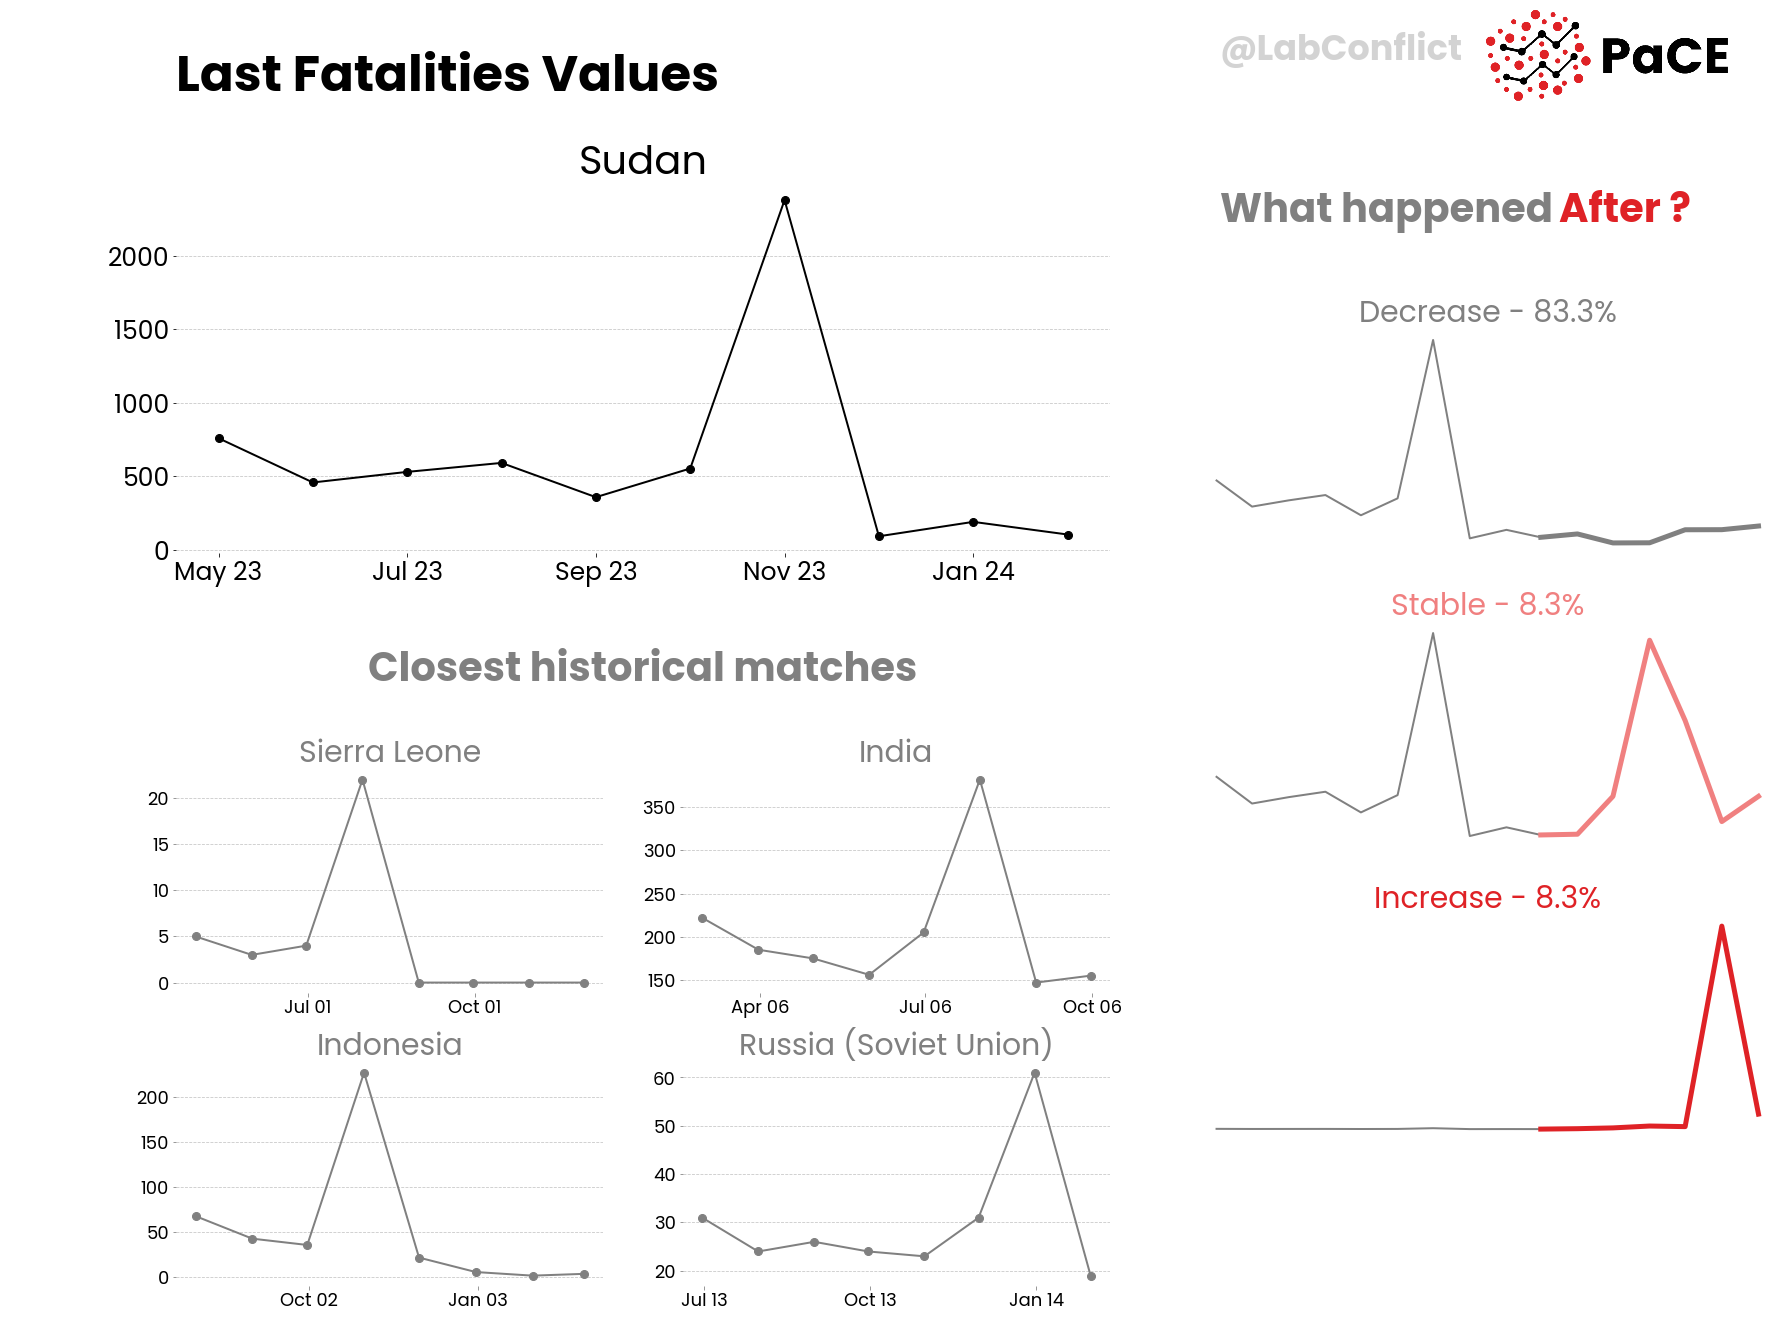 Last Fatalities Values
@LabConflict
PaCE
Sudan
2000
1500
1000
500
0
May 23
Jul 23
Sep 23
Nov 23
Jan 24
What happened After ?
Decrease - 83.3%
Stable - 8.3%
Increase - 8.3%
Closest historical matches
Sierra Leone
20
15
10
5
0
Jul 01
Oct 01
India
350
300
250
200
150
Apr 06
Jul 06
Oct 06
Indonesia
200
150
100
50
0
Oct 02
Jan 03
Russia (Soviet Union)
60
50
40
30
20
Jul 13
Oct 13
Jan 14